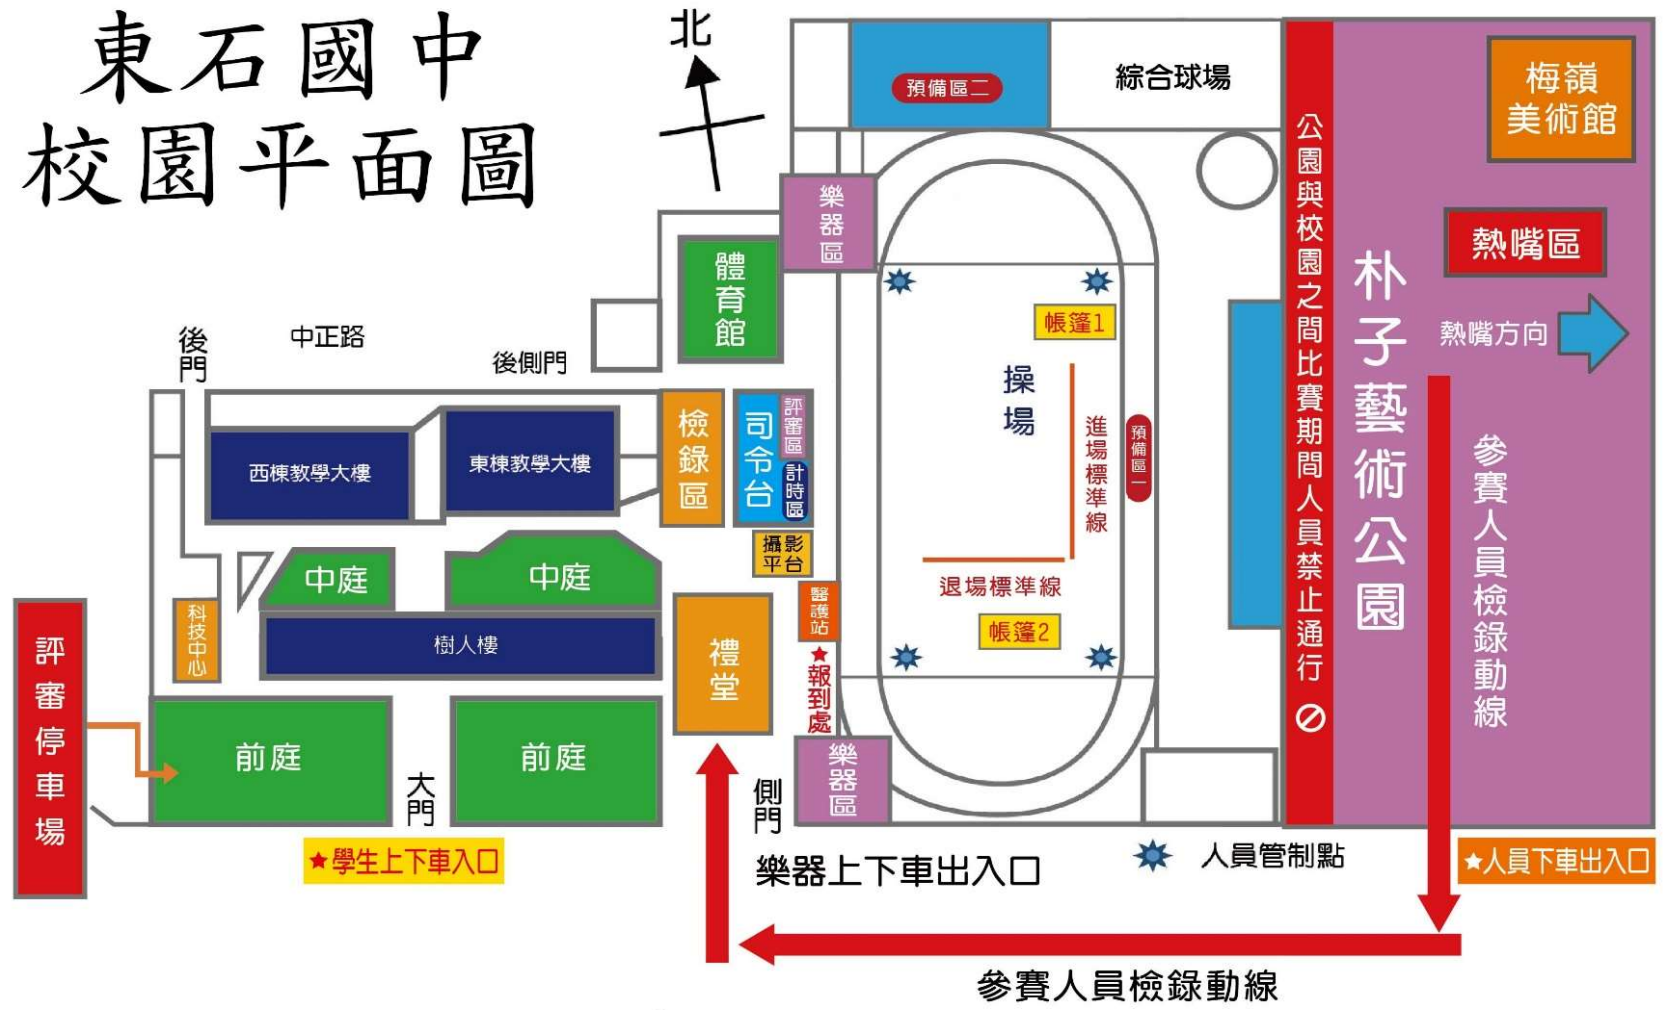 東石國中
校園平面圖
北
預備區二
綜合球場
梅嶺
美術館
樂器區
體育館
熱嘴區
熱嘴方向
公園與校園之間比賽期間人員禁止通行
朴子藝術公園
參賽人員檢錄動線
帳篷1
操場
進場標準線
預備區一
退場標準線
帳篷2
後門
中正路
後側門
檢錄區
司令台
評審區
計時區
西棟教學大樓
東棟教學大樓
攝影
平台
中庭
中庭
醫護站
科技中心
樹人樓
禮堂
★報到處
評審停車場
前庭
前庭
大門
側門
樂器區
★學生上下車入口
樂器上下車出入口
人員管制點
★人員下車出入口
參賽人員檢錄動線